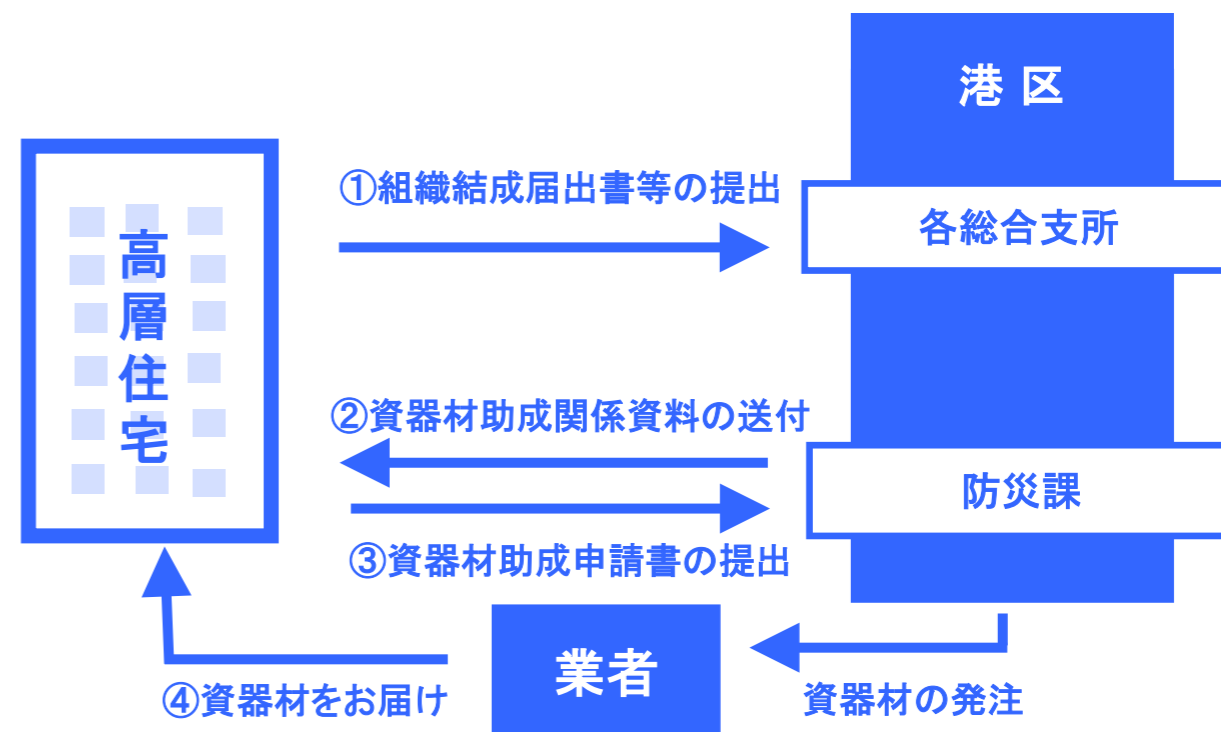 港区
①組織結成届出書等の提出
各総合支所
高層住宅
②資器材助成関係資料の送付
防災課
③資器材助成申請書の提出
業者
④資器材をお届け
資器材の発注